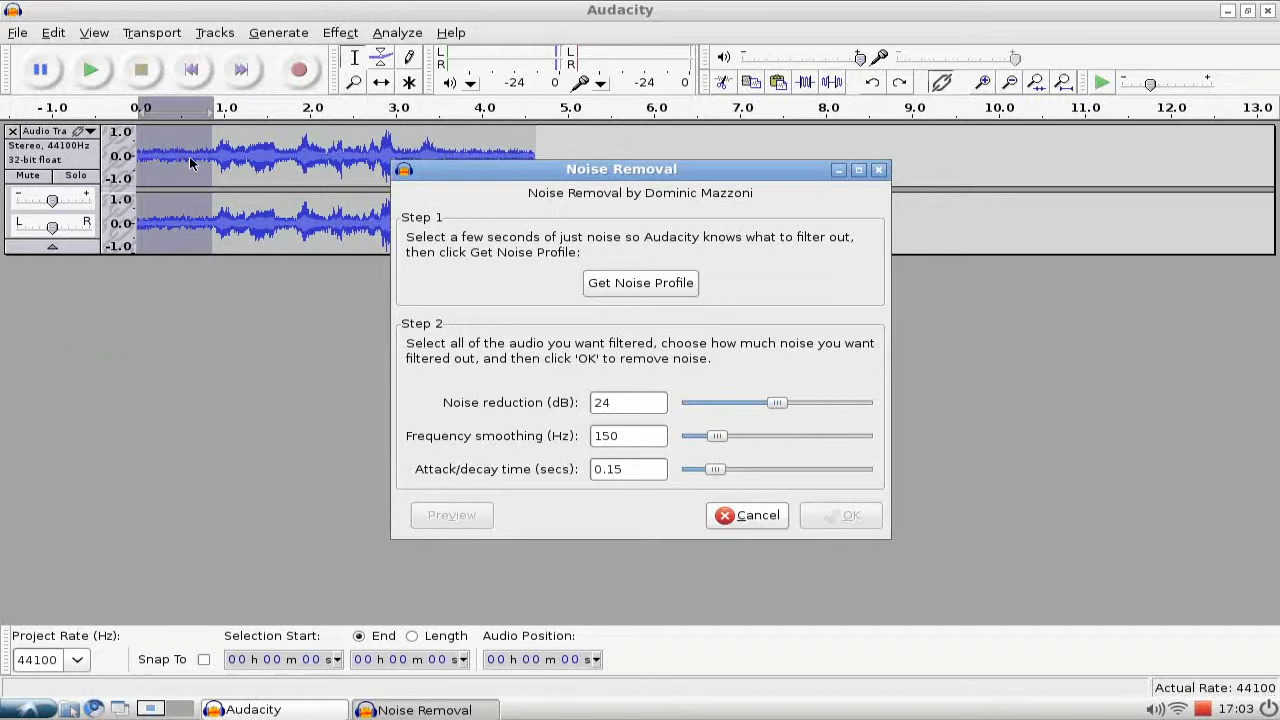 Audacity
File Edit View Transport Tracks Generate Effect Analyze Help
L R -24 0 L R -24 0
-1.0 0.0 1.0 2.0 3.0 4.0 5.0 6.0 7.0 8.0 9.0 10.0 11.0 12.0 13.0
Audio Tra
Stereo, 44100Hz
32-bit float
Mute Solo
- +
L R
1.0
0.0
-1.0
1.0
0.0
-1.0
Noise Removal
Noise Removal by Dominic Mazzoni
Step 1
Select a few seconds of just noise so Audacity knows what to filter out,
then click Get Noise Profile:
Get Noise Profile
Step 2
Select all of the audio you want filtered, choose how much noise you want
filtered out, and then click 'OK' to remove noise.
Noise reduction (dB): 24
Frequency smoothing (Hz): 150
Attack/decay time (secs): 0.15
Preview Cancel OK
Project Rate (Hz): Selection Start: End Length Audio Position:
44100 Snap To 00 h 00 m 00 s 00 h 00 m 00 s 00 h 00 m 00 s
Actual Rate: 44100
Audacity Noise Removal 17:03